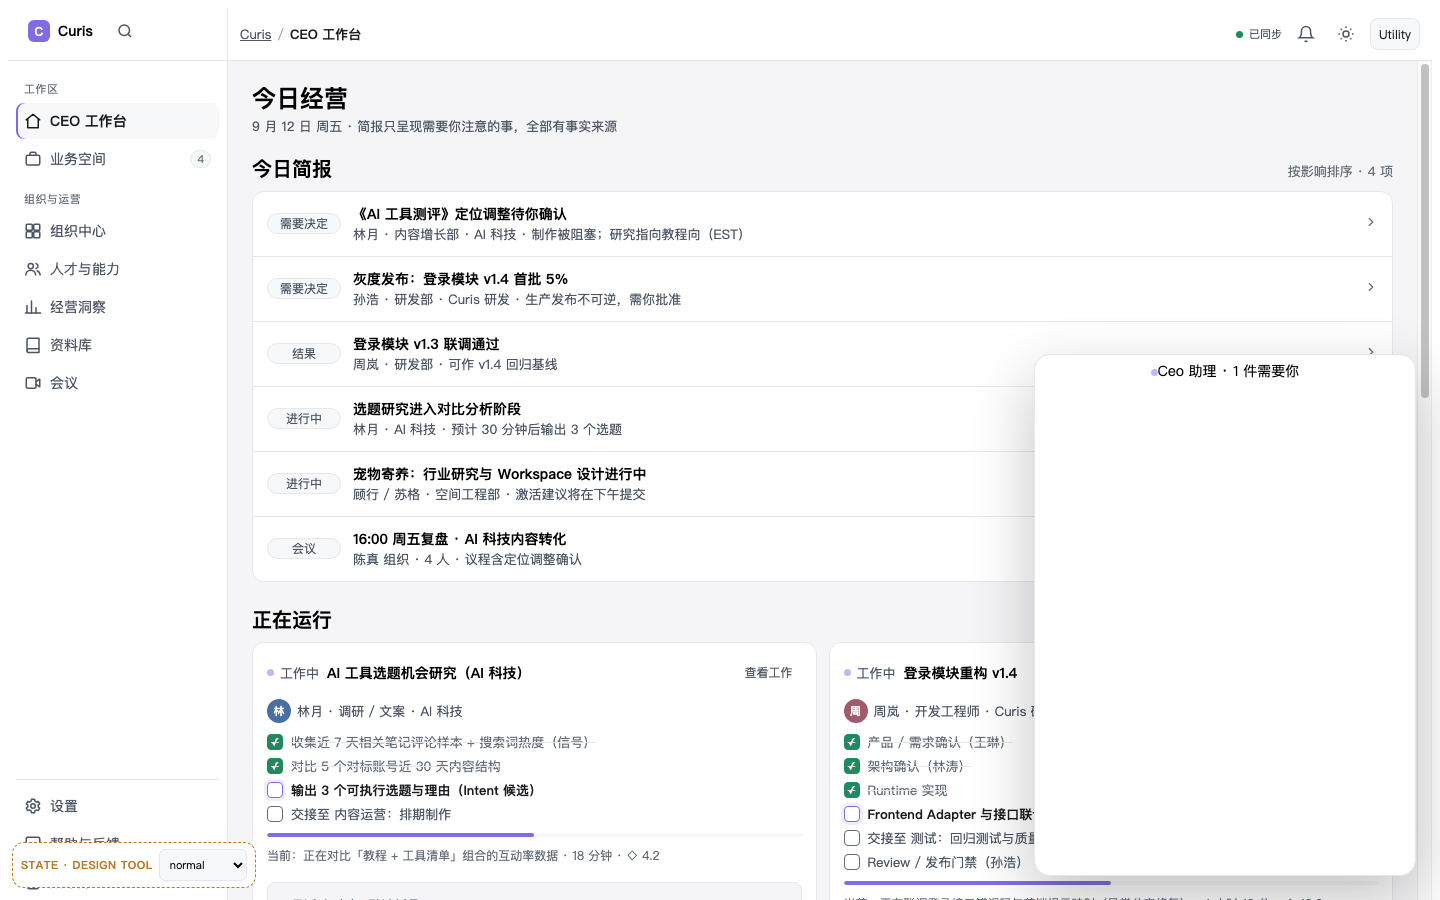 C Curis
Curis / CEO 工作台
已同步
Utility
工作区
CEO 工作台
业务空间 4
组织与运营
组织中心
人才与能力
经营洞察
资料库
会议
设置
帮助与反馈
STATE · DESIGN TOOL normal
今日经营
9 月 12 日 周五 · 简报只呈现需要你注意的事，全部有事实来源
今日简报
按影响排序 · 4 项
需要决定
《AI 工具测评》定位调整待你确认
林月 · 内容增长部 · AI 科技 · 制作被阻塞；研究指向教程向（EST）
需要决定
灰度发布：登录模块 v1.4 首批 5%
孙浩 · 研发部 · Curis 研发 · 生产发布不可逆，需你批准
结果
登录模块 v1.3 联调通过
周岚 · 研发部 · 可作 v1.4 回归基线
进行中
选题研究进入对比分析阶段
林月 · AI 科技 · 预计 30 分钟后输出 3 个选题
进行中
宠物寄养：行业研究与 Workspace 设计进行中
顾行 / 苏格 · 空间工程部 · 激活建议将在下午提交
会议
16:00 周五复盘 · AI 科技内容转化
陈真 组织 · 4 人 · 议程含定位调整确认
正在运行
工作中 AI 工具选题机会研究（AI 科技） 查看工作
林 林月 · 调研 / 文案 · AI 科技
收集近 7 天相关笔记评论样本 + 搜索词热度（信号）
对比 5 个对标账号近 30 天内容结构
输出 3 个可执行选题与理由（Intent 候选）
交接至 内容运营：排期制作
当前：正在对比「教程 + 工具清单」组合的互动率数据 · 18 分钟 · ◇ 4.2
工作中 登录模块重构 v1.4
周 周岚 · 开发工程师 · Curis
产品 / 需求确认（王琳）
架构确认（林涛）
Runtime 实现
Frontend Adapter 与接口联
交接至 测试：回归测试与质量
Review / 发布门禁（孙浩）
Ceo 助理 · 1 件需要你